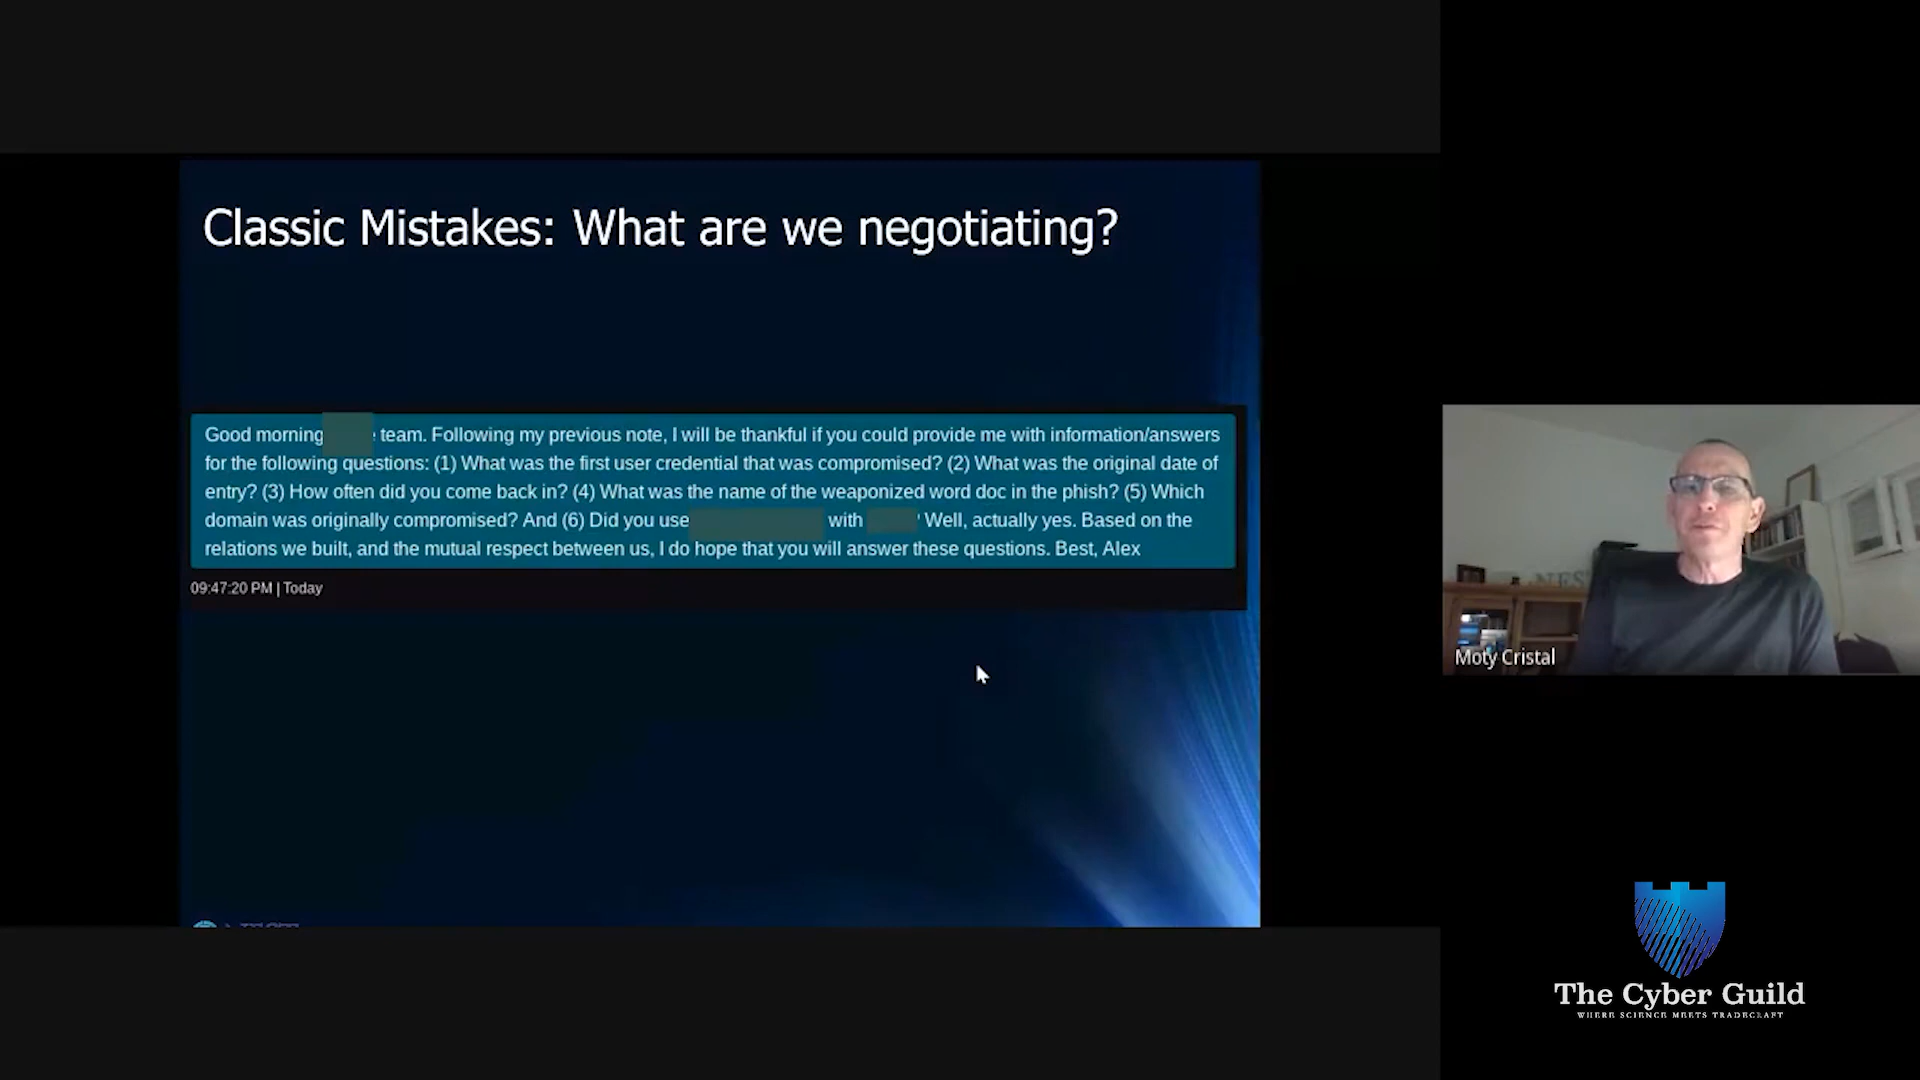 Classic Mistakes: What are we negotiating?
Good morning team. Following my previous note, I will be thankful if you could provide me with information/answers
for the following questions: (1) What was the first user credential that was compromised? (2) What was the original date of
entry? (3) How often did you come back in? (4) What was the name of the weaponized word doc in the phish? (5) Which
domain was originally compromised? And (6) Did you use with Well, actually yes. Based on the
relations we built, and the mutual respect between us, I do hope that you will answer these questions. Best, Alex
09:47:20 PM | Today
Moty Cristal
The Cyber Guild
WHERE SCIENCE MEETS TRADECRAFT